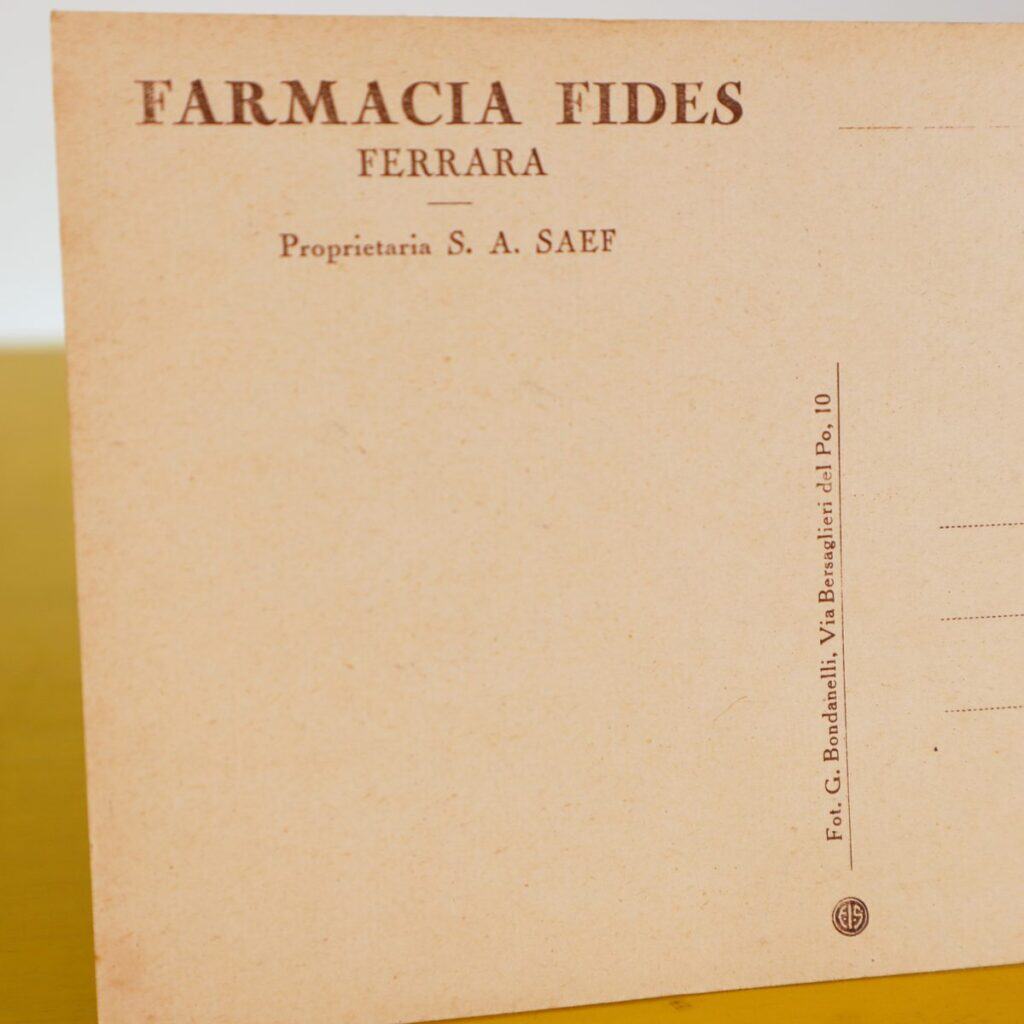 FARMACIA FIDES
FERRARA
Proprietaria S. A. SAEF
Fot. G. Bondanelli, Via Bersaglieri del Po, 10